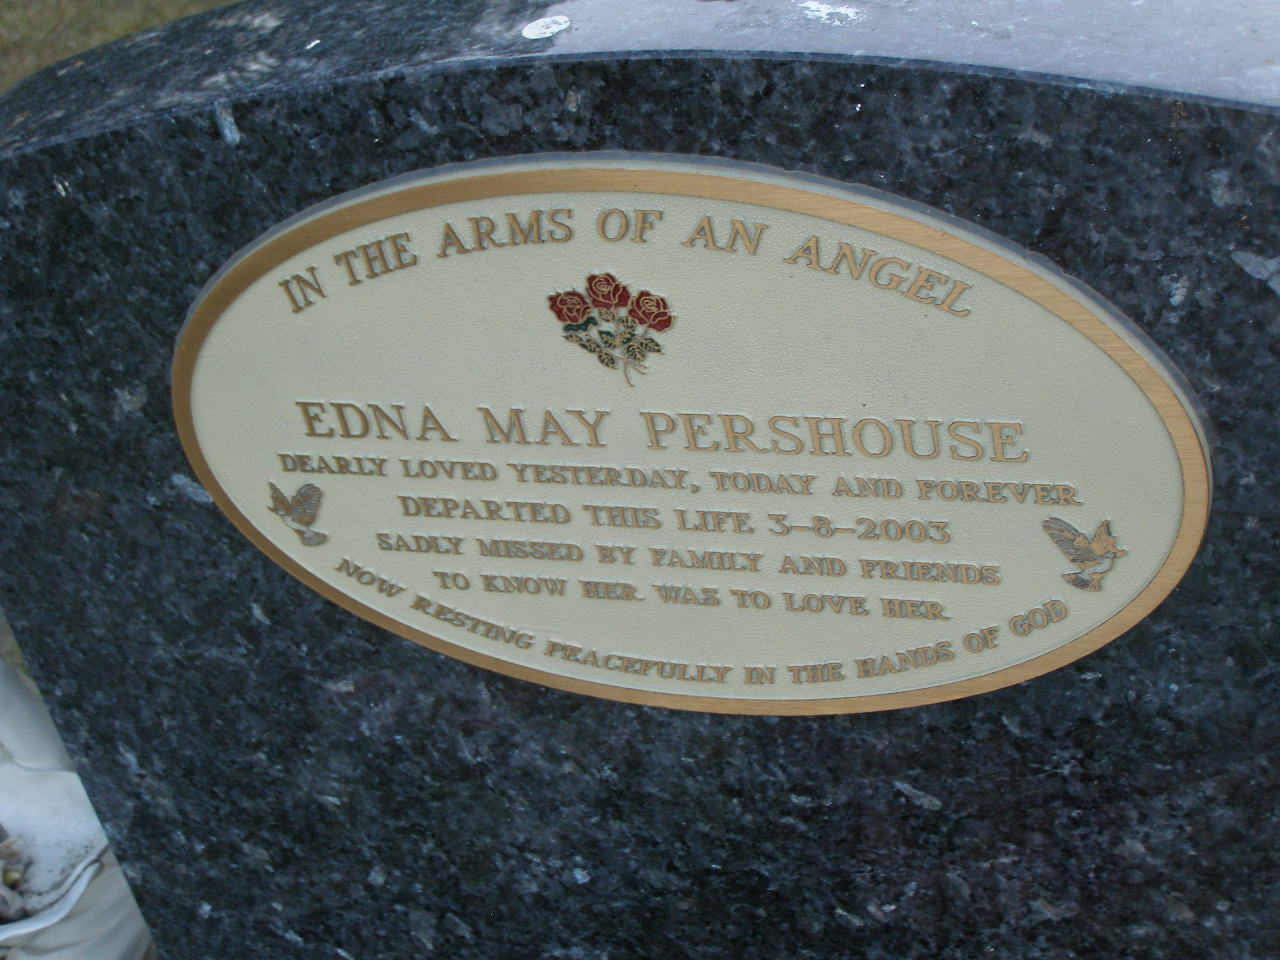 IN THE ARMS OF AN ANGEL
EDNA MAY PERSHOUSE
DEARLY LOVED YESTERDAY, TODAY AND FOREVER
DEPARTED THIS LIFE 3-8-2003
SADLY MISSED BY FAMILY AND FRIENDS
TO KNOW HER WAS TO LOVE HER
NOW RESTING PEACEFULLY IN THE HANDS OF GOD